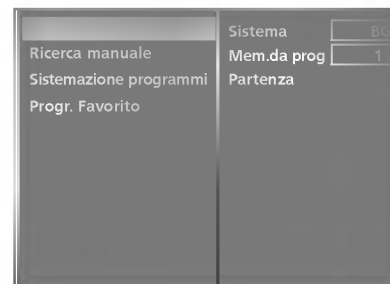 Ricerca manuale
Sistemazione programmi
Progr. Favorito
Sistema BG
Mem.da prog 1
Partenza